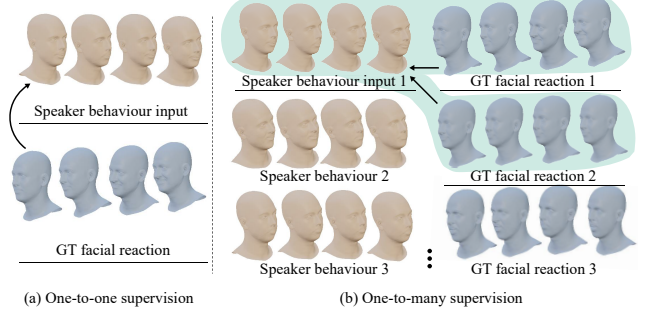 Speaker behaviour input
GT facial reaction
(a) One-to-one supervision
Speaker behaviour input 1
GT facial reaction 1
Speaker behaviour 2
GT facial reaction 2
Speaker behaviour 3
GT facial reaction 3
(b) One-to-many supervision